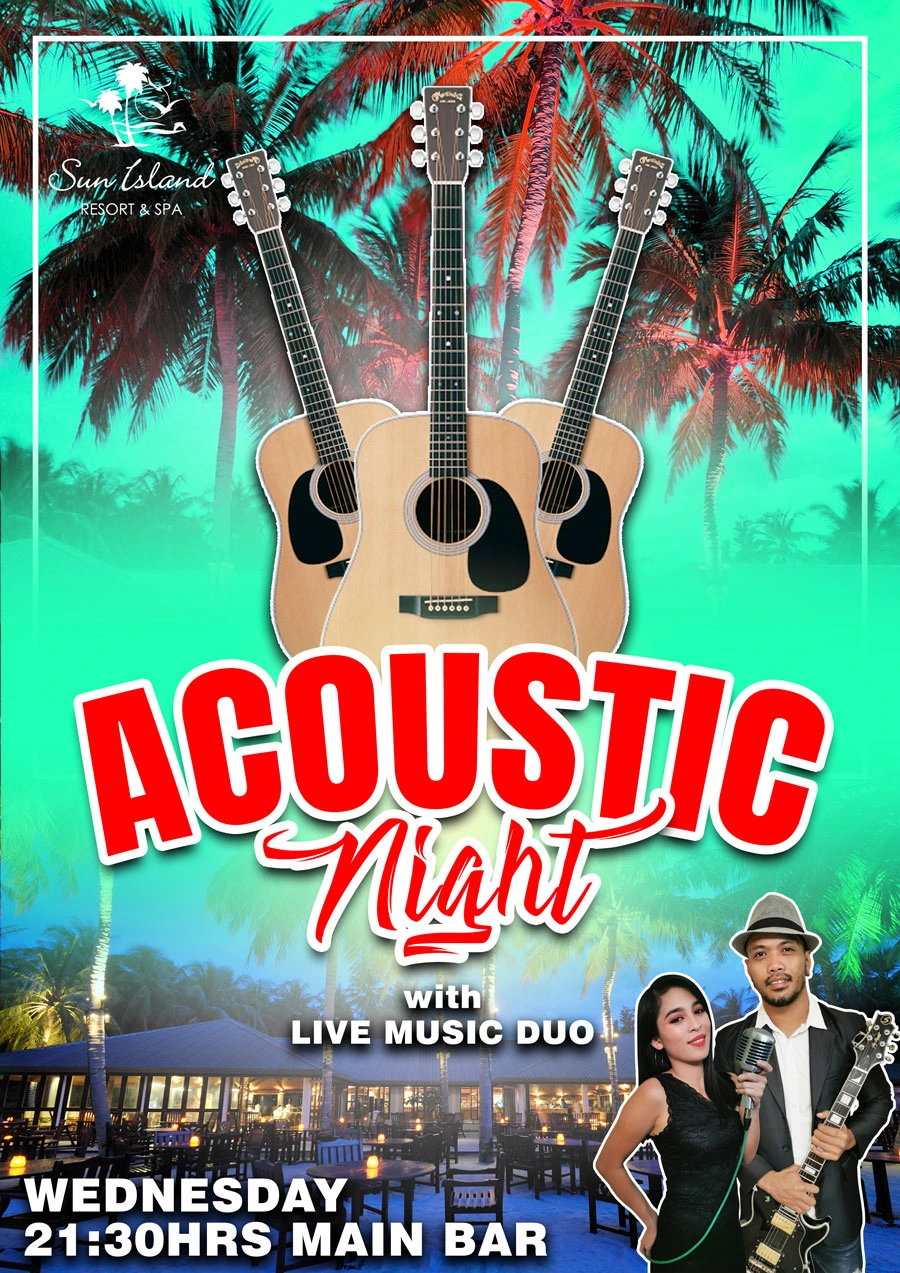 Sun Island
RESORT & SPA
ACOUSTIC
Night
with
LIVE MUSIC DUO
WEDNESDAY
21:30HRS MAIN BAR